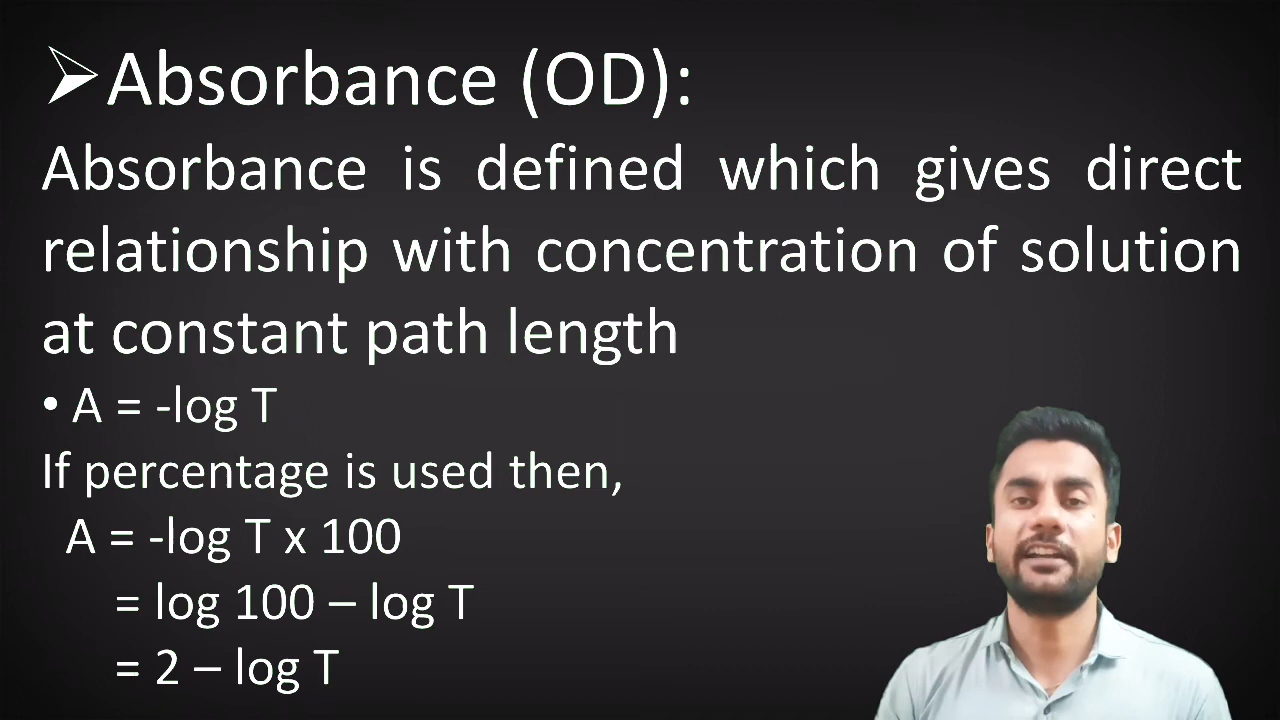 ➢Absorbance (OD):
Absorbance is defined which gives direct
relationship with concentration of solution
at constant path length
• A = -log T
If percentage is used then,
A = -log T x 100
= log 100 – log T
= 2 – log T